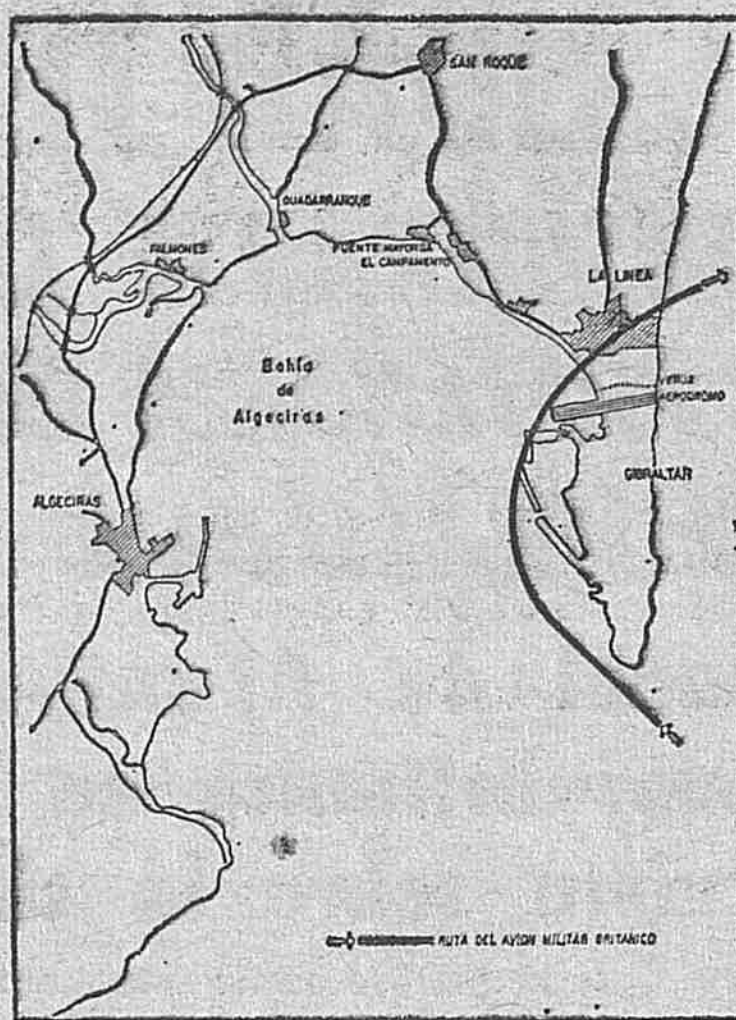 SAN ROQUE
GUADARRANQUE
PALMONES
PUENTE MAYORGA
EL CAMPAMENTO
LA LINEA
Bahía
de
Algeciras
VERJA
AERODROMO
GIBRALTAR
ALGECIRAS
RUTA DEL AVION MILITAR BRITANICO